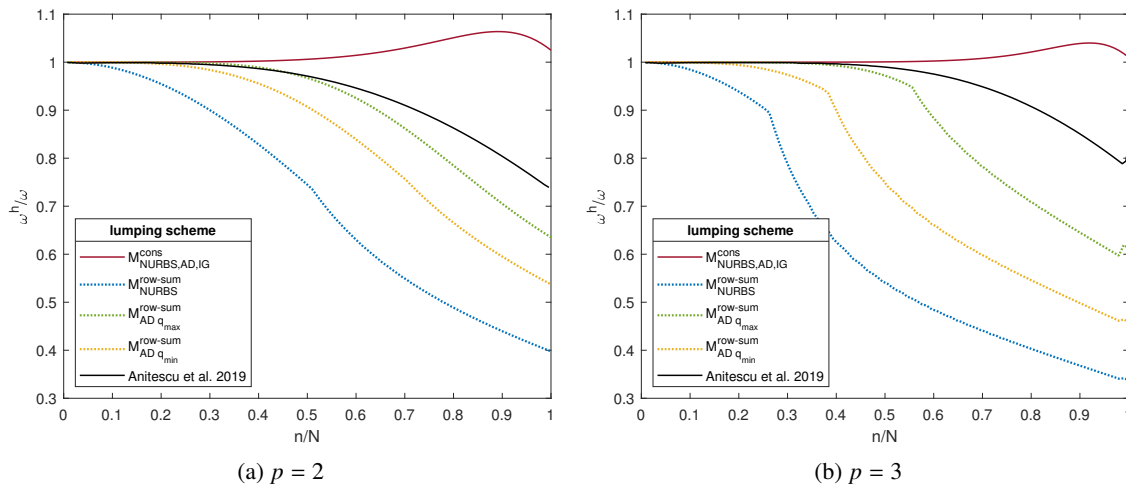 1.1
1
0.9
0.8
0.7
0.6
0.5
0.4
0.3
ω^h/ω
lumping scheme
M^cons_NURBS,AD,IG
M^row-sum_NURBS
M^row-sum_AD q_max
M^row-sum_AD q_min
Anitescu et al. 2019
0 0.1 0.2 0.3 0.4 0.5 0.6 0.7 0.8 0.9 1
n/N
(a) p = 2
1.1
1
0.9
0.8
0.7
0.6
0.5
0.4
0.3
ω^h/ω
lumping scheme
M^cons_NURBS,AD,IG
M^row-sum_NURBS
M^row-sum_AD q_max
M^row-sum_AD q_min
Anitescu et al. 2019
0 0.1 0.2 0.3 0.4 0.5 0.6 0.7 0.8 0.9 1
n/N
(b) p = 3